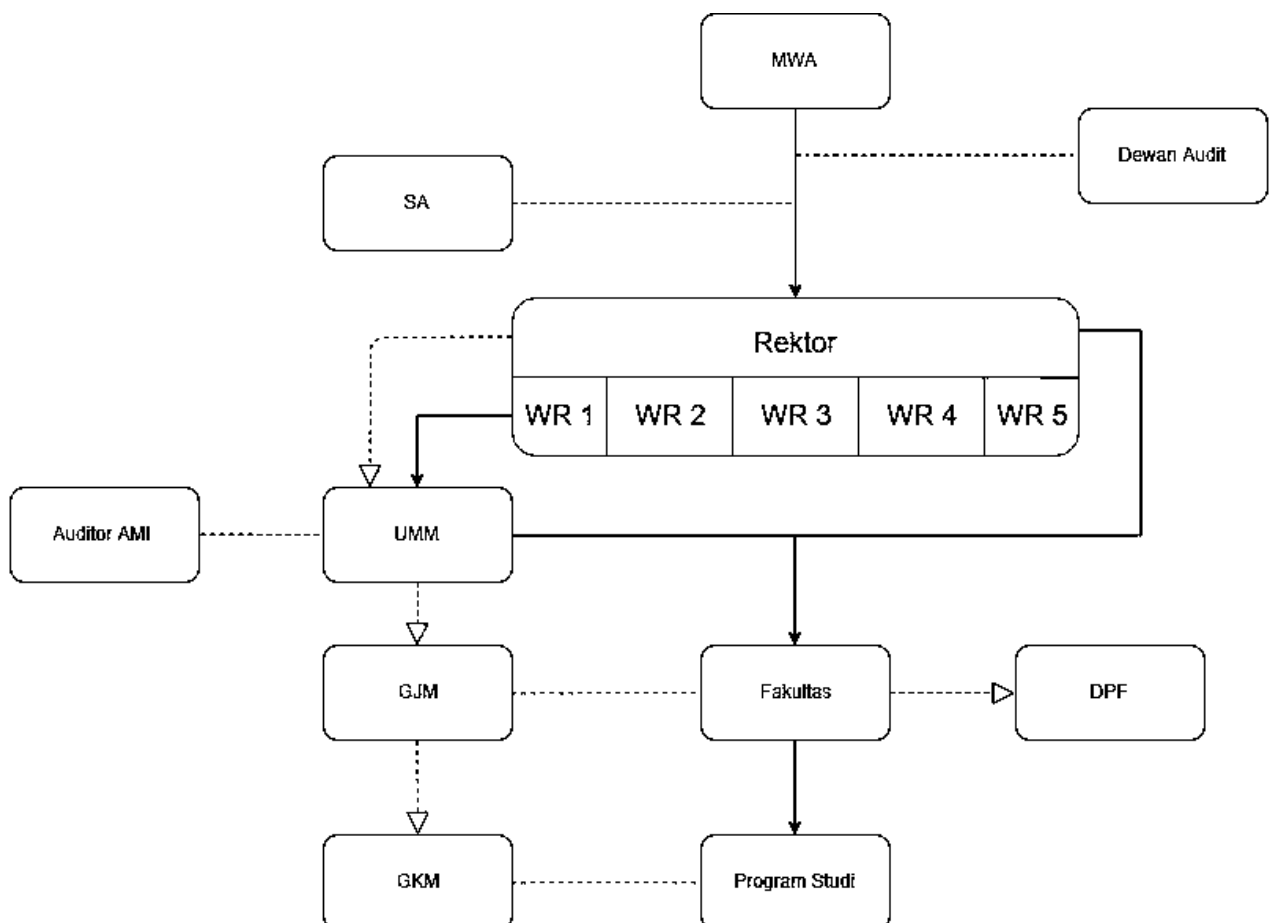 MWA
Dewan Audit
SA
Rektor
WR 1 WR 2 WR 3 WR 4 WR 5
Auditor AMI UMM
GJM Fakultas DPF
GKM Program Studi